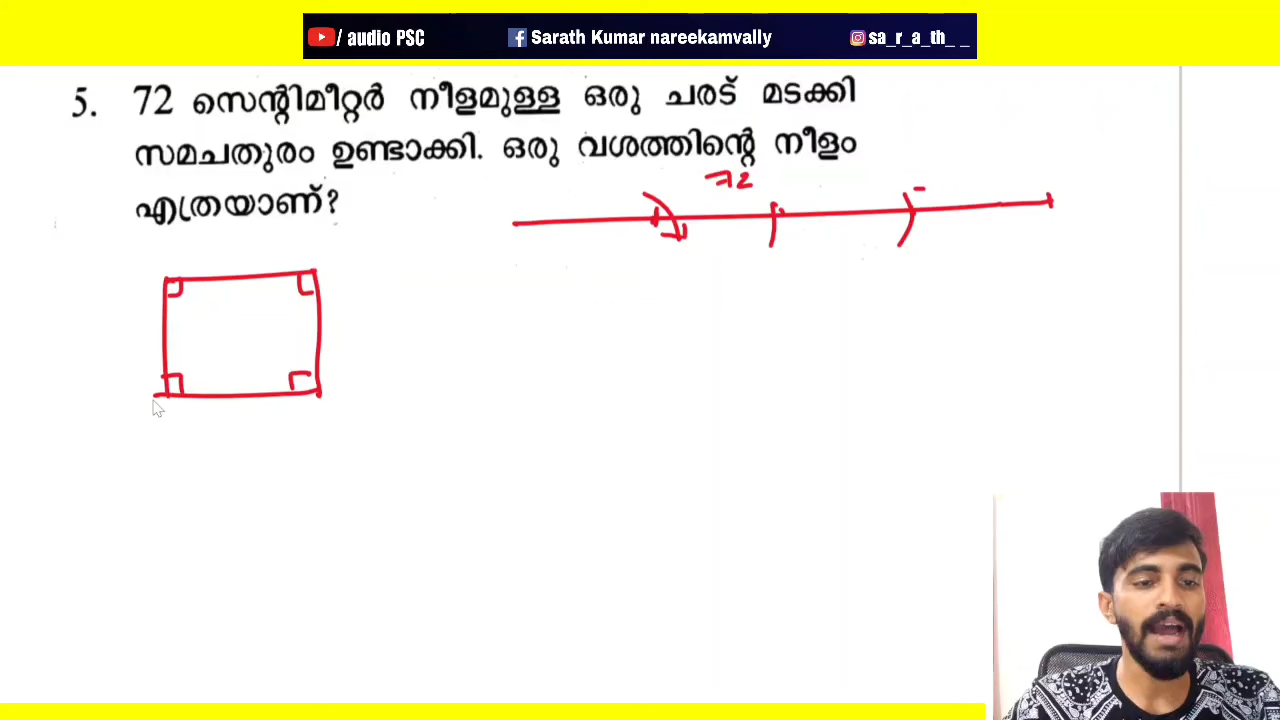 / audio PSC Sarath Kumar nareekamvally sa_r_a_th_ _
5. 72 സെന്റിമീറ്റർ നീളമുള്ള ഒരു ചരട് മടക്കി
സമചതുരം ഉണ്ടാക്കി. ഒരു വശത്തിന്റെ നീളം
എത്രയാണ്?
72